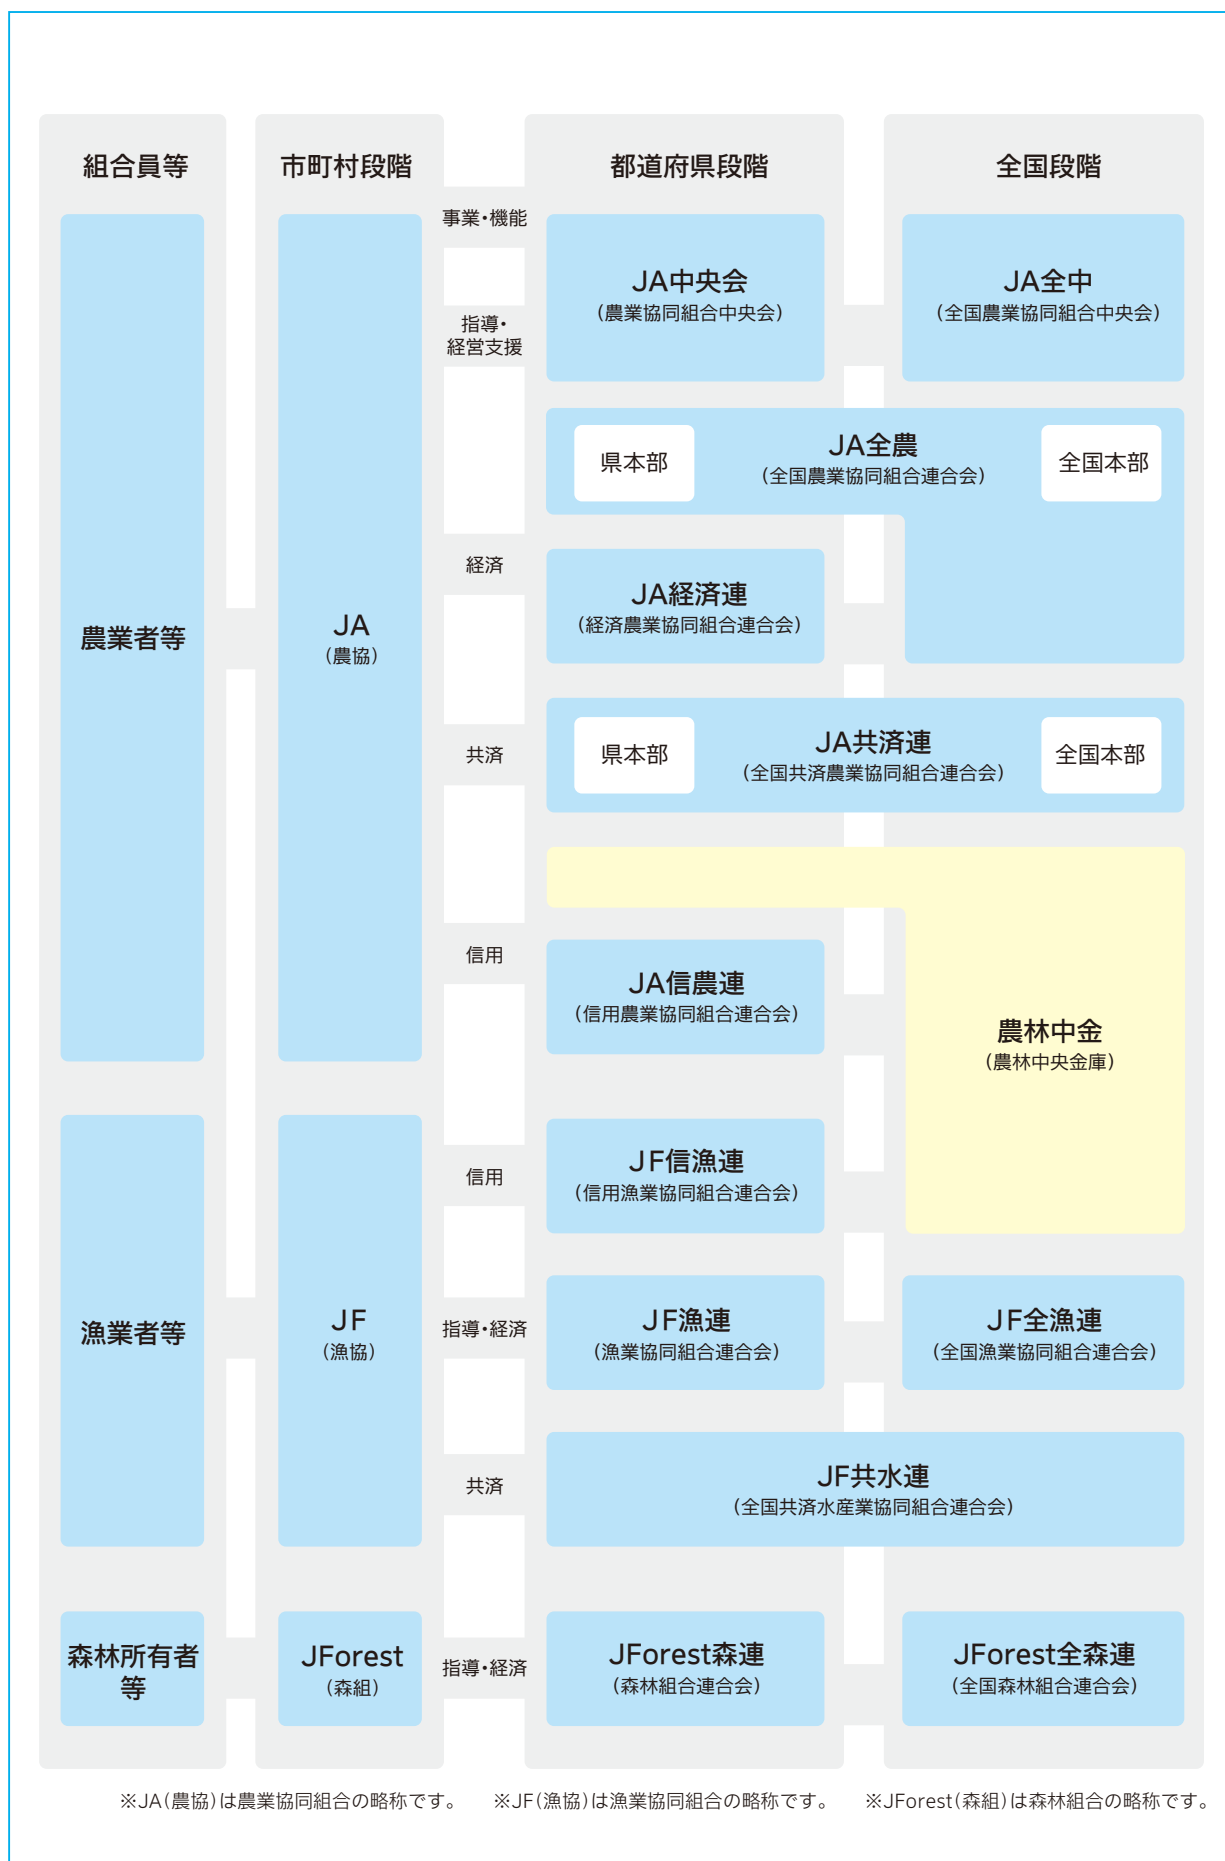 組合員等
市町村段階
都道府県段階
全国段階
事業・機能
JA中央会
(農業協同組合中央会)
JA全中
(全国農業協同組合中央会)
指導・
経営支援
県本部
JA全農
(全国農業協同組合連合会)
全国本部
経済
JA経済連
(経済農業協同組合連合会)
農業者等
JA
(農協)
共済
県本部
JA共済連
(全国共済農業協同組合連合会)
全国本部
信用
JA信農連
(信用農業協同組合連合会)
農林中金
(農林中央金庫)
信用
JF信漁連
(信用漁業協同組合連合会)
漁業者等
JF
(漁協)
指導・経済
JF漁連
(漁業協同組合連合会)
JF全漁連
(全国漁業協同組合連合会)
共済
JF共水連
(全国共済水産業協同組合連合会)
森林所有者
等
JForest
(森組)
指導・経済
JForest森連
(森林組合連合会)
JForest全森連
(全国森林組合連合会)
※JA(農協)は農業協同組合の略称です。 ※JF(漁協)は漁業協同組合の略称です。 ※JForest(森組)は森林組合の略称です。